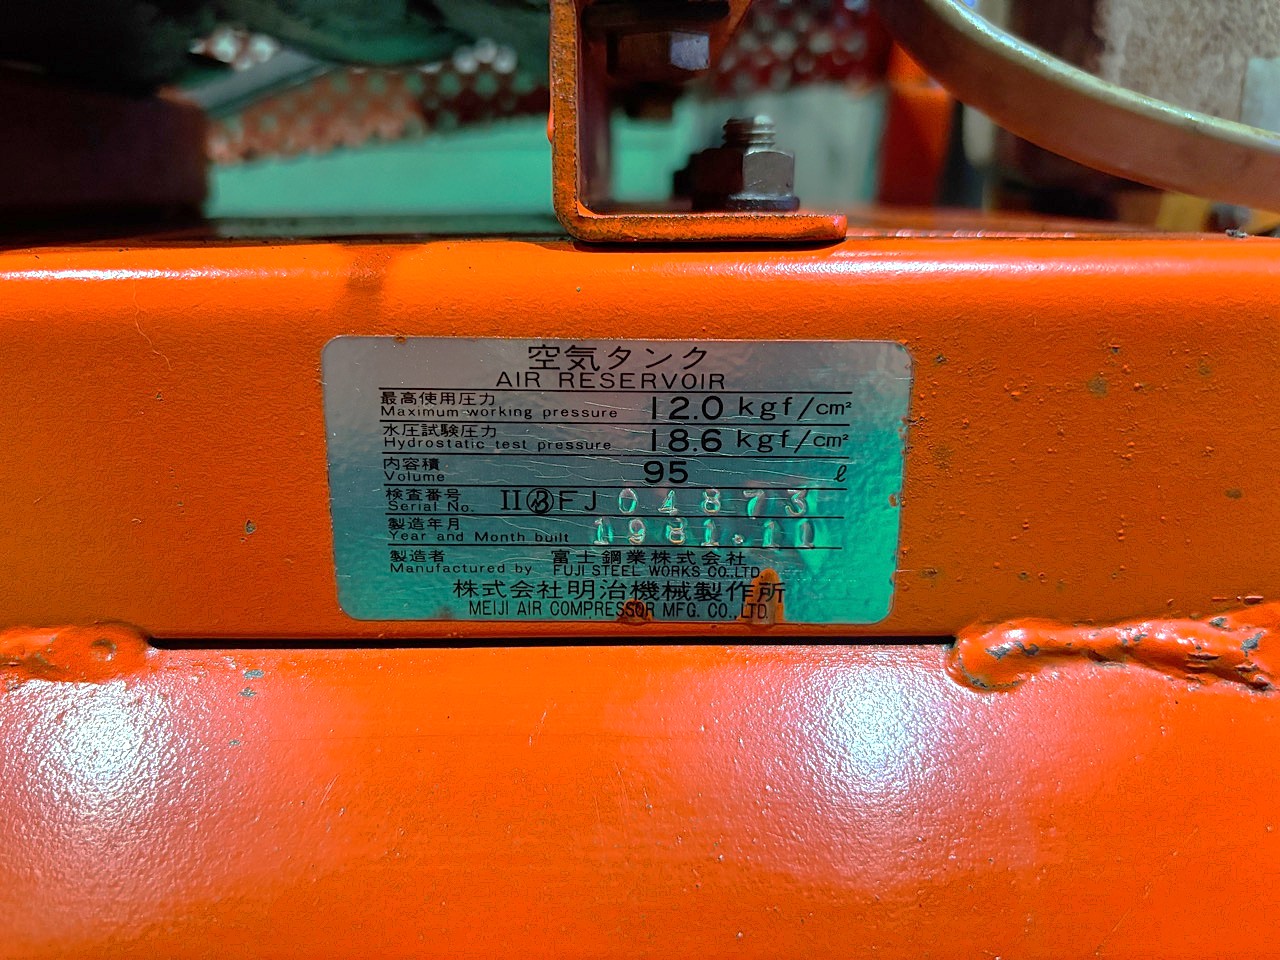 空気タンク
AIR RESERVOIR
最高使用圧力
Maximum working pressure 12.0 kgf/cm²
水圧試験圧力
Hydrostatic test pressure 18.6 kgf/cm²
内容積
Volume 95 ℓ
検査番号
Serial No. II FJ 04873
製造年月
Year and Month built 1981.11
製造者 富士鋼業株式会社
Manufactured by FUJI STEEL WORKS CO.,LTD.
株式会社明治機械製作所
MEIJI AIR COMPRESSOR MFG. CO.,LTD.